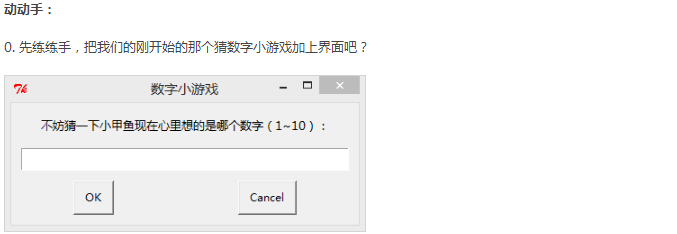 动动手：
0. 先练练手，把我们的刚开始的那个猜数字小游戏加上界面吧？
数字小游戏
不妨猜一下小甲鱼现在心里想的是哪个数字（1~10）：
OK
Cancel